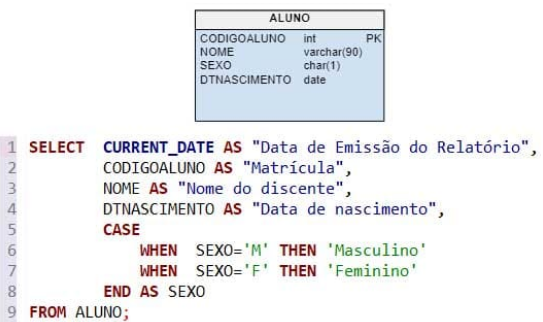 ALUNO
CODIGOALUNO int PK
NOME varchar(90)
SEXO char(1)
DTNASCIMENTO date
1 SELECT CURRENT_DATE AS "Data de Emissão do Relatório",
2 CODIGOALUNO AS "Matrícula",
3 NOME AS "Nome do discente",
4 DTNASCIMENTO AS "Data de nascimento",
5 CASE
6 WHEN SEXO='M' THEN 'Masculino'
7 WHEN SEXO='F' THEN 'Feminino'
8 END AS SEXO
9 FROM ALUNO;